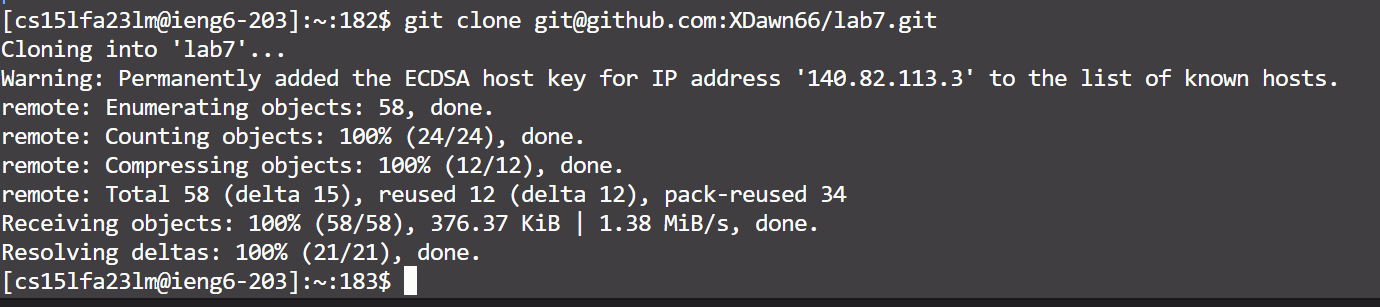 [cs15lfa23lm@ieng6-203]:~:182$ git clone git@github.com:XDawn66/lab7.git
Cloning into 'lab7'...
Warning: Permanently added the ECDSA host key for IP address '140.82.113.3' to the list of known hosts.
remote: Enumerating objects: 58, done.
remote: Counting objects: 100% (24/24), done.
remote: Compressing objects: 100% (12/12), done.
remote: Total 58 (delta 15), reused 12 (delta 12), pack-reused 34
Receiving objects: 100% (58/58), 376.37 KiB | 1.38 MiB/s, done.
Resolving deltas: 100% (21/21), done.
[cs15lfa23lm@ieng6-203]:~:183$